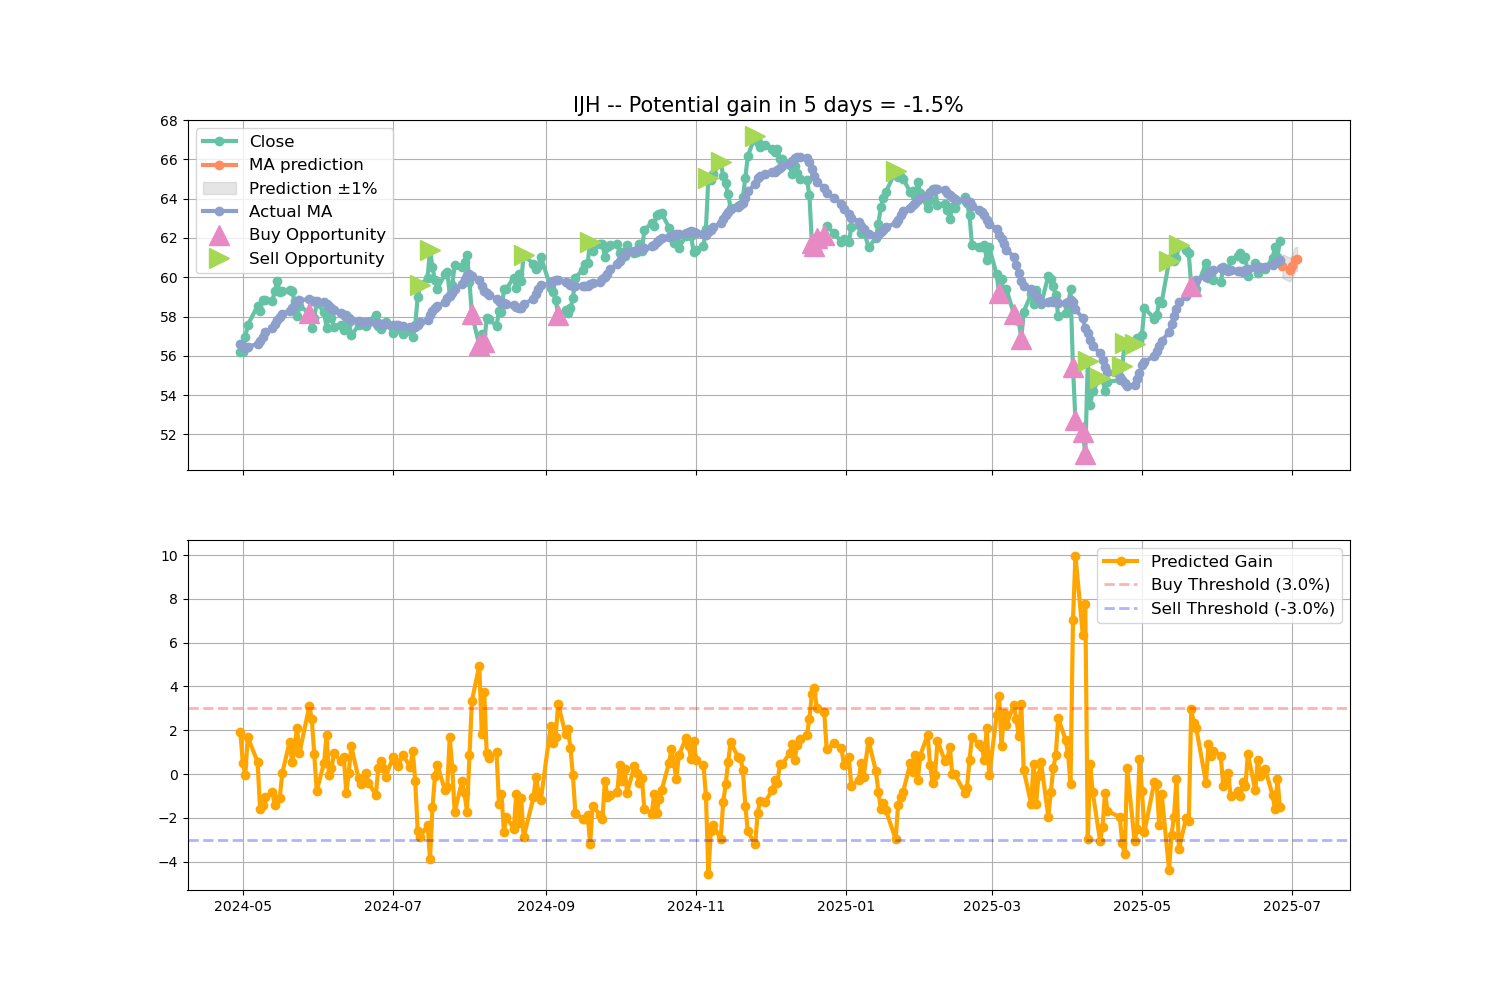 IJH -- Potential gain in 5 days = -1.5%
68
66
64
62
60
58
56
54
52
Close
MA prediction
Prediction ±1%
Actual MA
Buy Opportunity
Sell Opportunity
10
8
6
4
2
0
−2
−4
Predicted Gain
Buy Threshold (3.0%)
Sell Threshold (-3.0%)
2024-05 2024-07 2024-09 2024-11 2025-01 2025-03 2025-05 2025-07